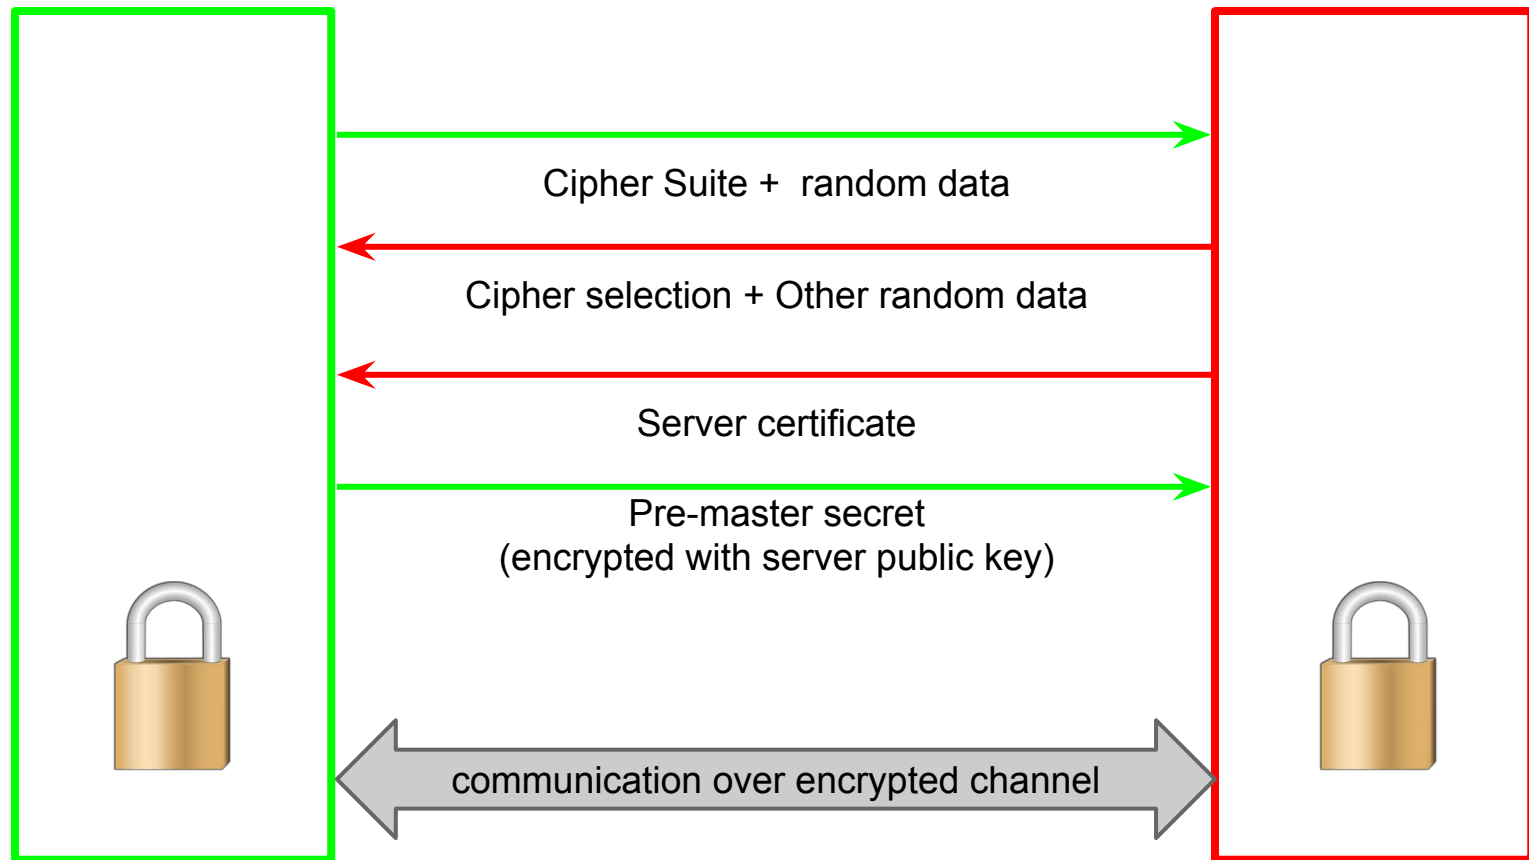 Cipher Suite +  random data
Cipher selection + Other random data
Server certificate
Pre-master secret
(encrypted with server public key)
communication over encrypted channel